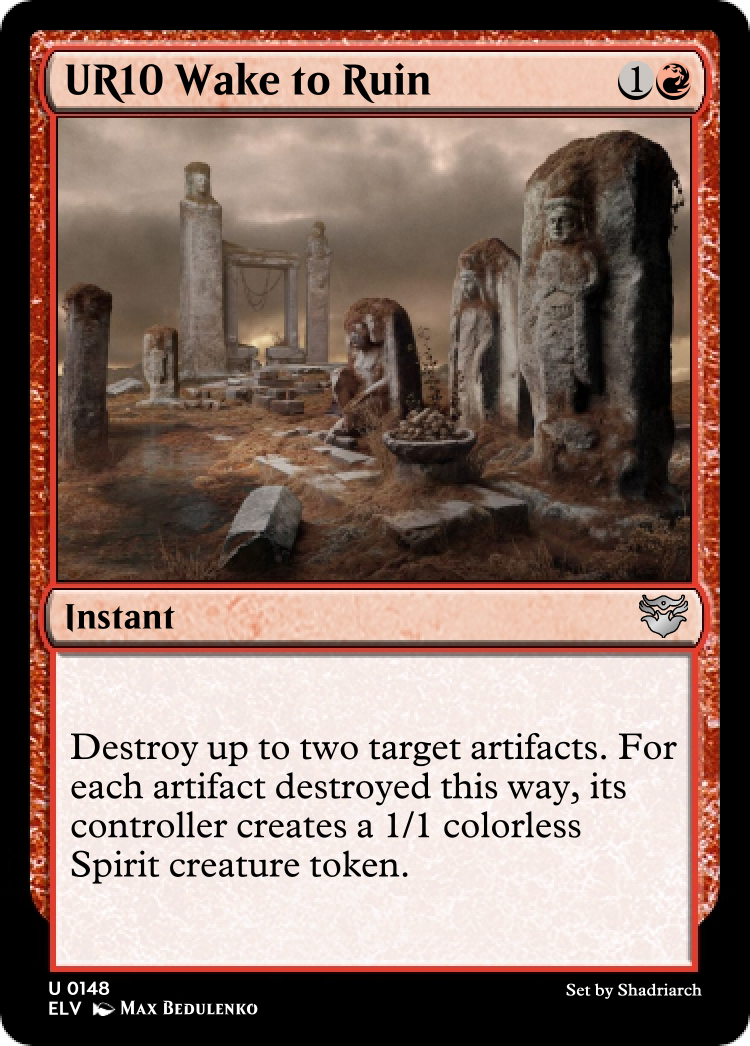 UR10 Wake to Ruin 1
Instant
Destroy up to two target artifacts. For
each artifact destroyed this way, its
controller creates a 1/1 colorless
Spirit creature token.
U 0148
Set by Shadriarch
ELV Max Bedulenko